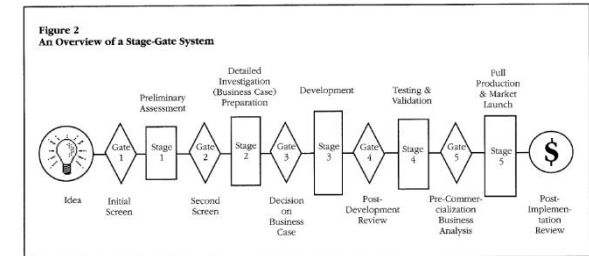 Figure 2
An Overview of a Stage-Gate System
Preliminary
Assessment
Detailed
Investigation
(Business Case)
Preparation
Development
Testing &
Validation
Full
Production
& Market
Launch
Gate
1
Stage
1
Gate
2
Stage
2
Gate
3
Stage
3
Gate
4
Stage
4
Gate
5
Stage
5
$
Idea
Initial
Screen
Second
Screen
Decision
on
Business
Case
Post-
Development
Review
Pre-Commer-
cialization
Business
Analysis
Post-
Implemen-
tation
Review